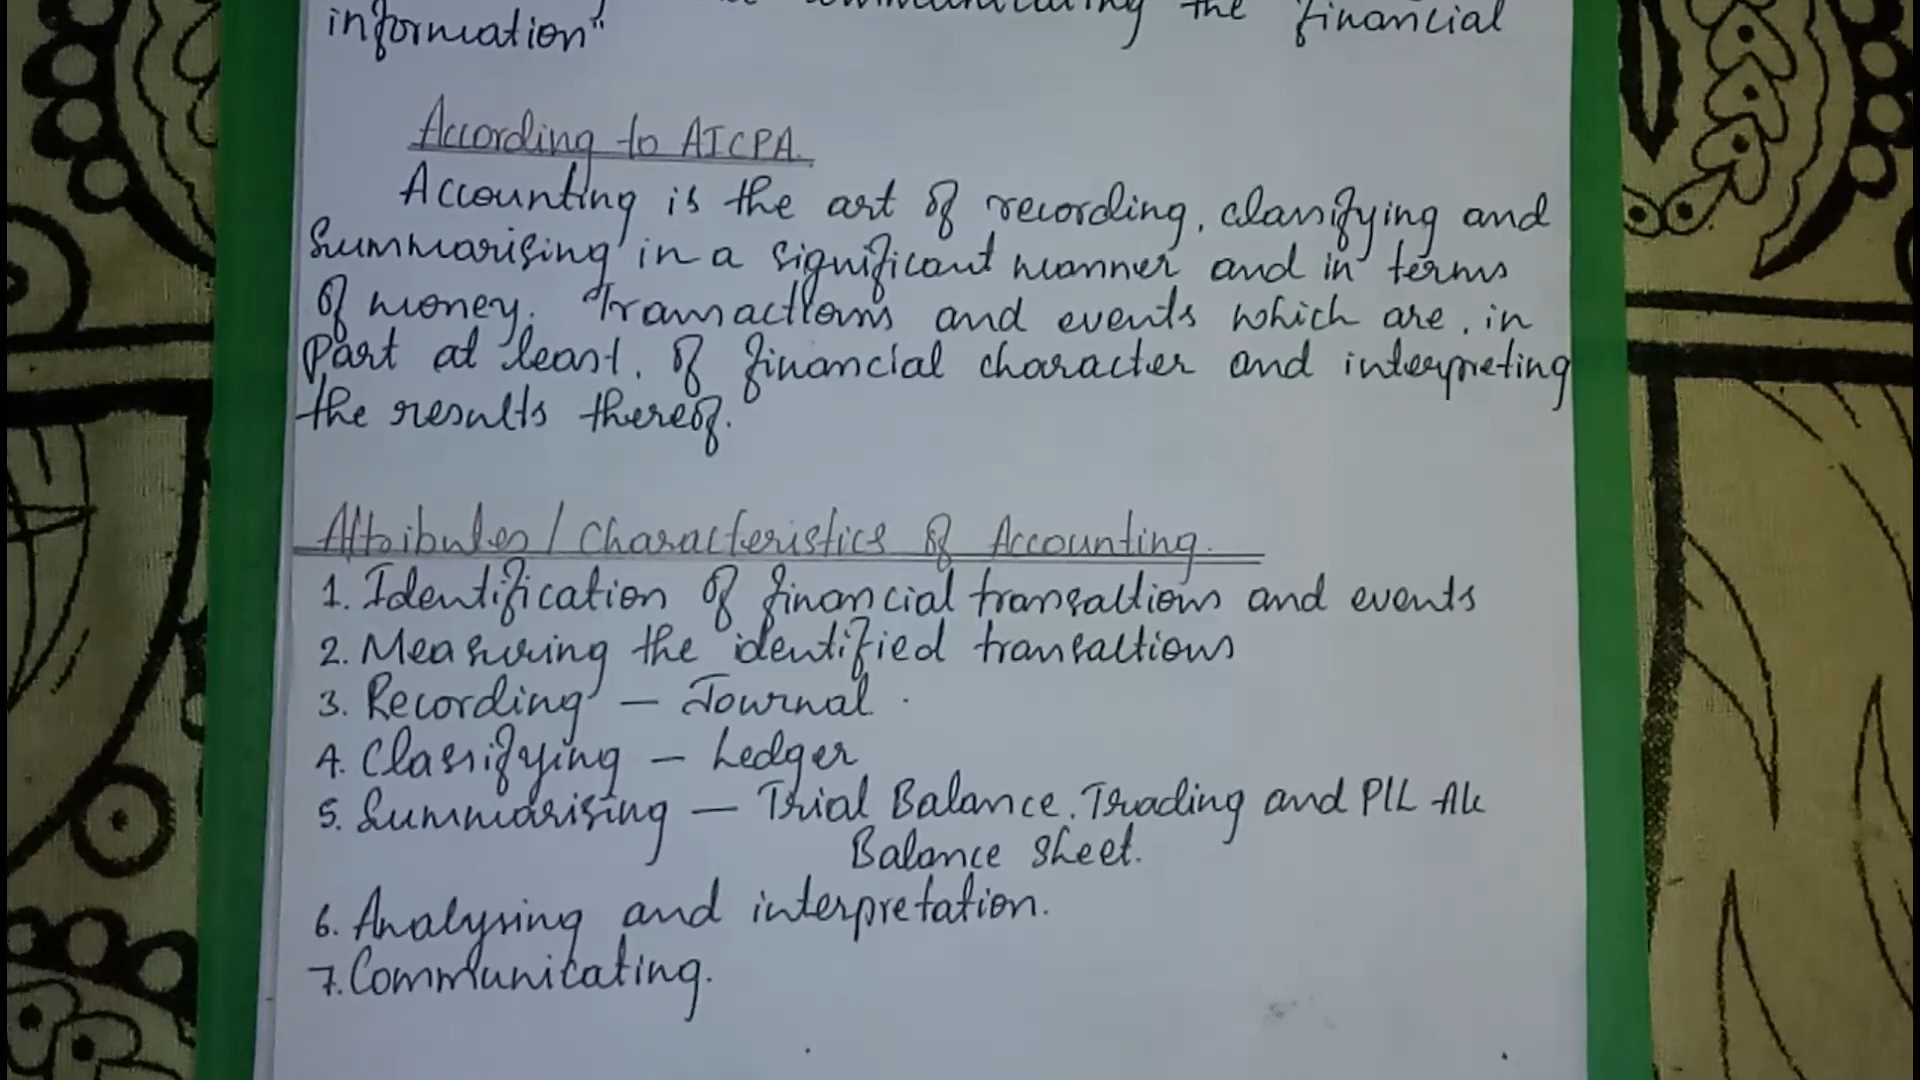 communicating the financial
information"
According to AICPA.
Accounting is the art of recording, classifying and
Summarising in a significant manner and in terms
of money. Transactions and events which are, in
Part at least, of financial character and interpreting
the results thereof.
Attributes / Characteristics of Accounting.
1. Identification of financial transactions and events
2. Measuring the identified transactions
3. Recording – Journal
4. Classifying – Ledger
5. Summarising – Trial Balance, Trading and P/L A/c
Balance Sheet.
6. Analysing and interpretation.
7. Communicating.